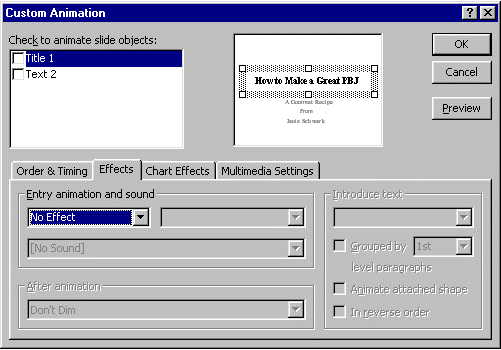 Custom Animation
Check to animate slide objects:
Title 1
Text 2
How to Make a Great PBJ
A Gourmet Recipe
From
Janie Schwark
OK
Cancel
Preview
Order & Timing
Effects
Chart Effects
Multimedia Settings
Entry animation and sound
No Effect
[No Sound]
After animation
Don't Dim
Introduce text
Grouped by 1st
level paragraphs
Animate attached shape
In reverse order